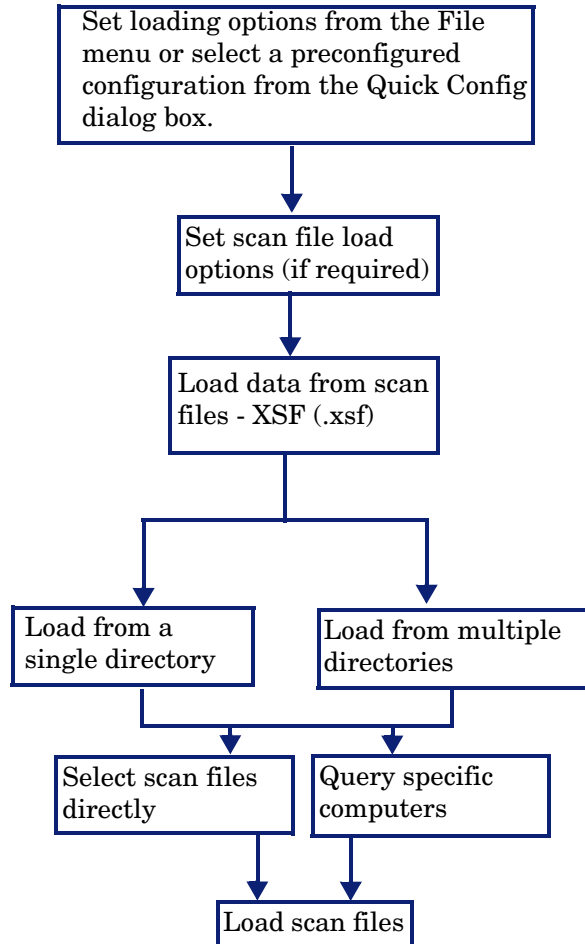 Set loading options from the File
menu or select a preconfigured
configuration from the Quick Config
dialog box.
Set scan file load
options (if required)
Load data from scan
files - XSF (.xsf)
Load from a
single directory
Load from multiple
directories
Select scan files
directly
Query specific
computers
Load scan files